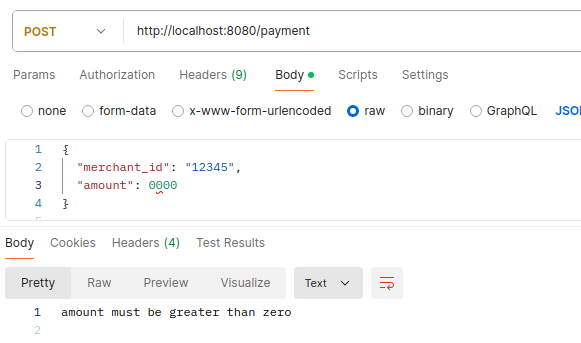 POST http://localhost:8080/payment
Params Authorization Headers (9) Body Scripts Settings
none form-data x-www-form-urlencoded raw binary GraphQL
1 {
2 "merchant_id": "12345",
3 "amount": 0000
4 }
Body Cookies Headers (4) Test Results
Pretty Raw Preview Visualize Text
1 amount must be greater than zero
2